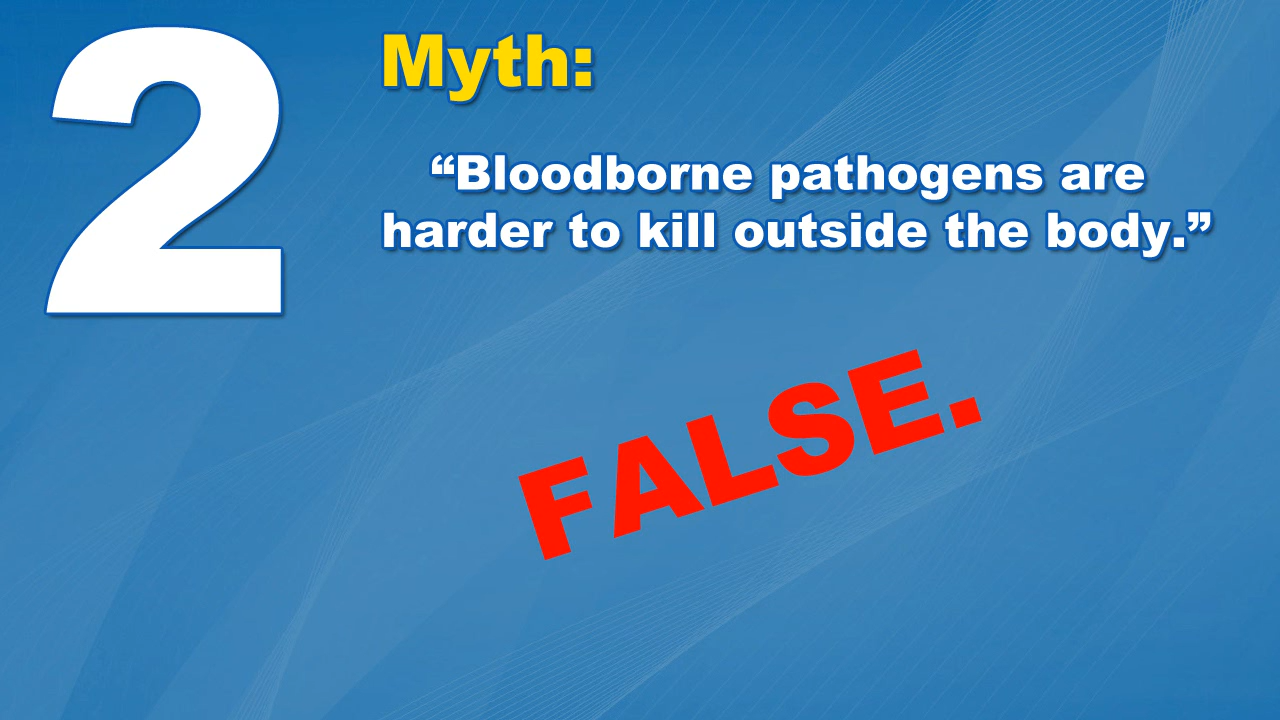 2
Myth:
“Bloodborne pathogens are
harder to kill outside the body.”
FALSE.